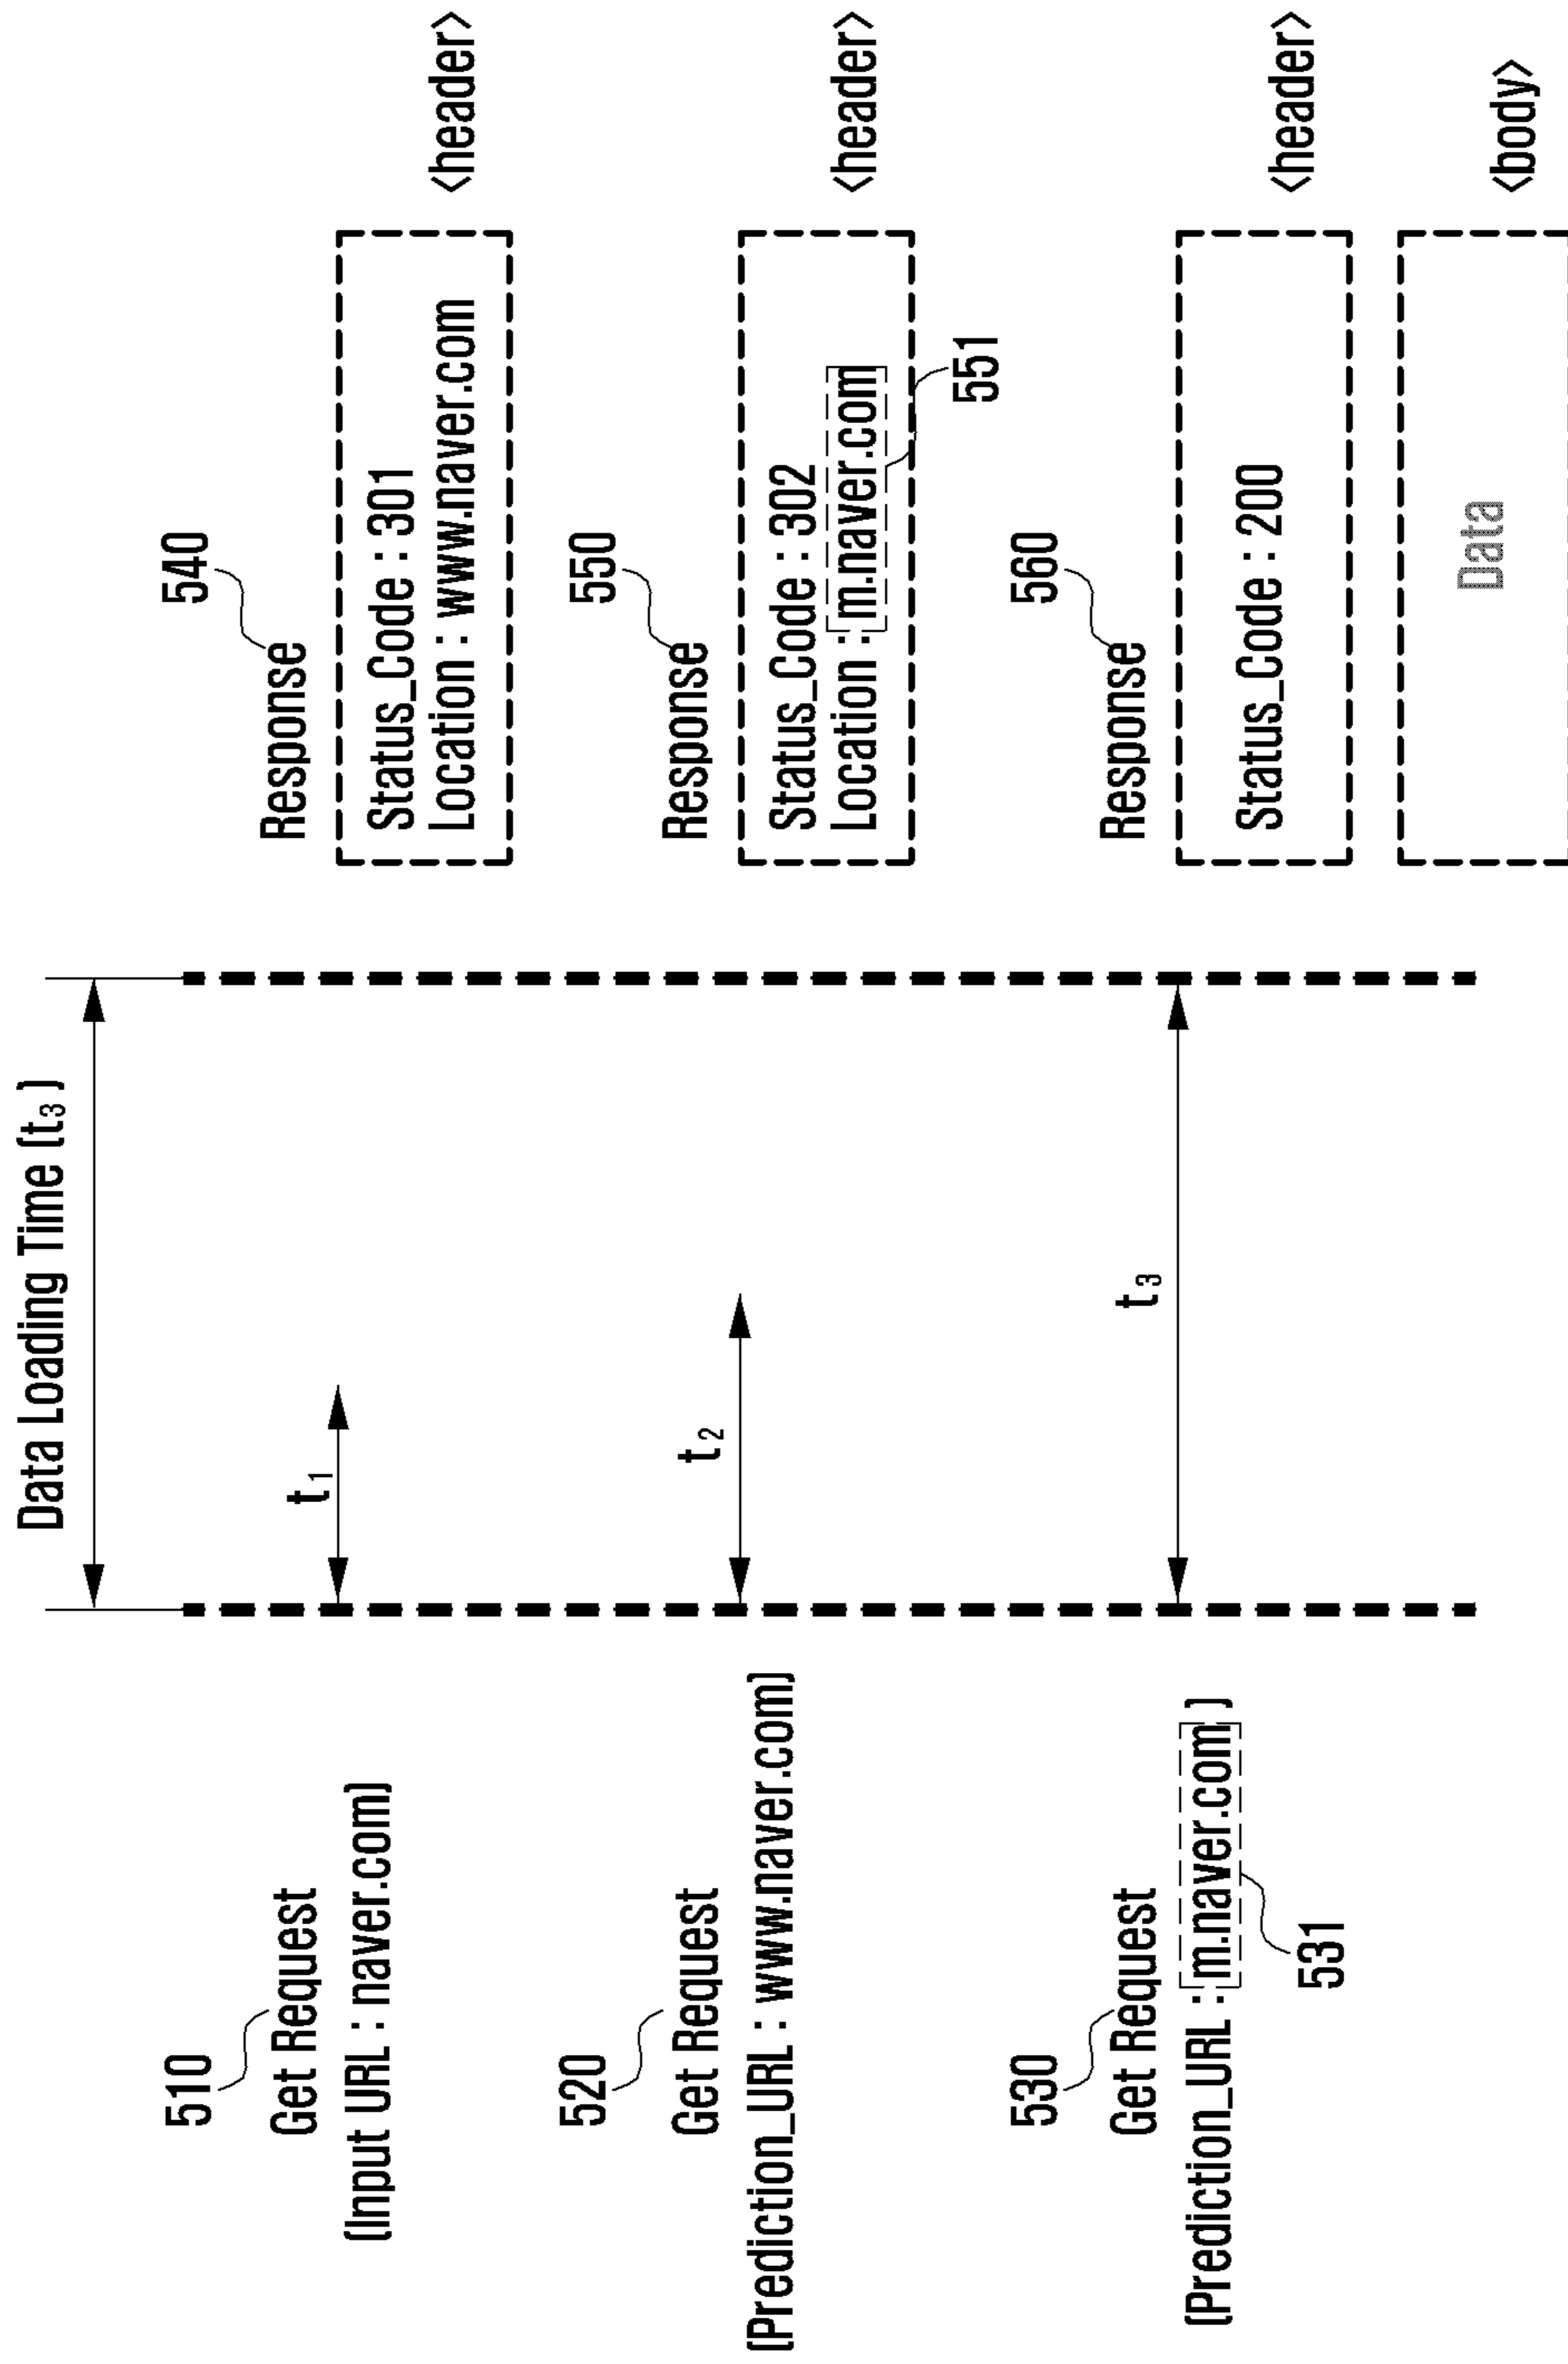 Data Loading Time (t3)
510
Get Request
(Input URL : naver.com)
t1
540
Response
Status_Code : 301
Location : www.naver.com
<header>
520
Get Request
(Prediction_URL : www.naver.com)
t2
550
Response
Status_Code : 302
Location : m.naver.com
<header>
551
530
Get Request
(Prediction_URL : m.naver.com)
531
t3
560
Response
Status_Code : 200
<header>
Data
<body>